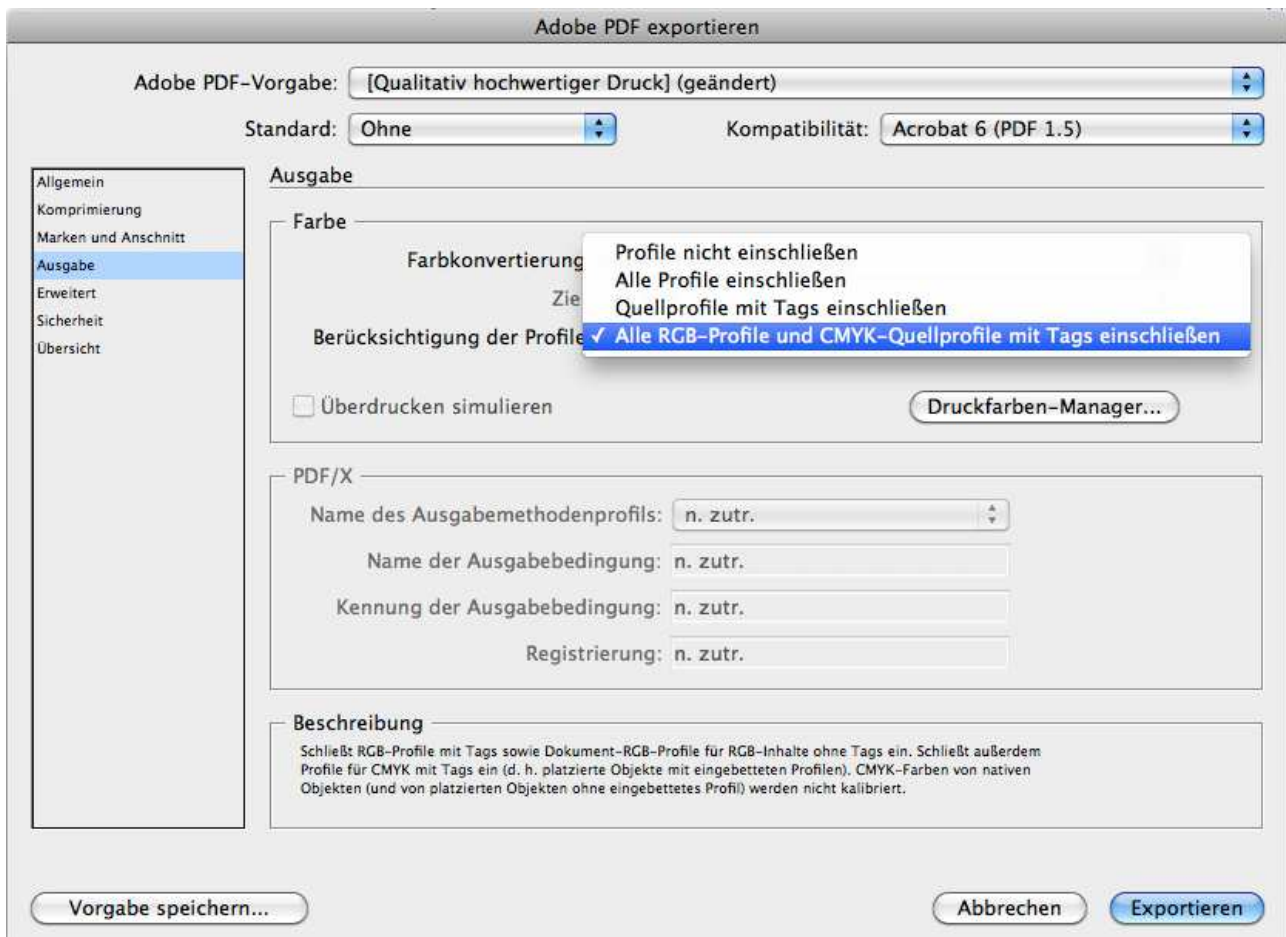 Adobe PDF exportieren
Adobe PDF-Vorgabe: [Qualitativ hochwertiger Druck] (geändert)
Standard: Ohne Kompatibilität: Acrobat 6 (PDF 1.5)
Allgemein
Komprimierung
Marken und Anschnitt
Ausgabe
Erweitert
Sicherheit
Übersicht
Ausgabe
Farbe
Farbkonvertierung
Zie
Berücksichtigung der Profile
Profile nicht einschließen
Alle Profile einschließen
Quellprofile mit Tags einschließen
✓ Alle RGB-Profile und CMYK-Quellprofile mit Tags einschließen
Überdrucken simulieren Druckfarben-Manager...
PDF/X
Name des Ausgabemethodenprofils: n. zutr.
Name der Ausgabebedingung: n. zutr.
Kennung der Ausgabebedingung: n. zutr.
Registrierung: n. zutr.
Beschreibung
Schließt RGB-Profile mit Tags sowie Dokument-RGB-Profile für RGB-Inhalte ohne Tags ein. Schließt außerdem
Profile für CMYK mit Tags ein (d. h. platzierte Objekte mit eingebetteten Profilen). CMYK-Farben von nativen
Objekten (und von platzierten Objekten ohne eingebettetes Profil) werden nicht kalibriert.
Vorgabe speichern... Abbrechen Exportieren